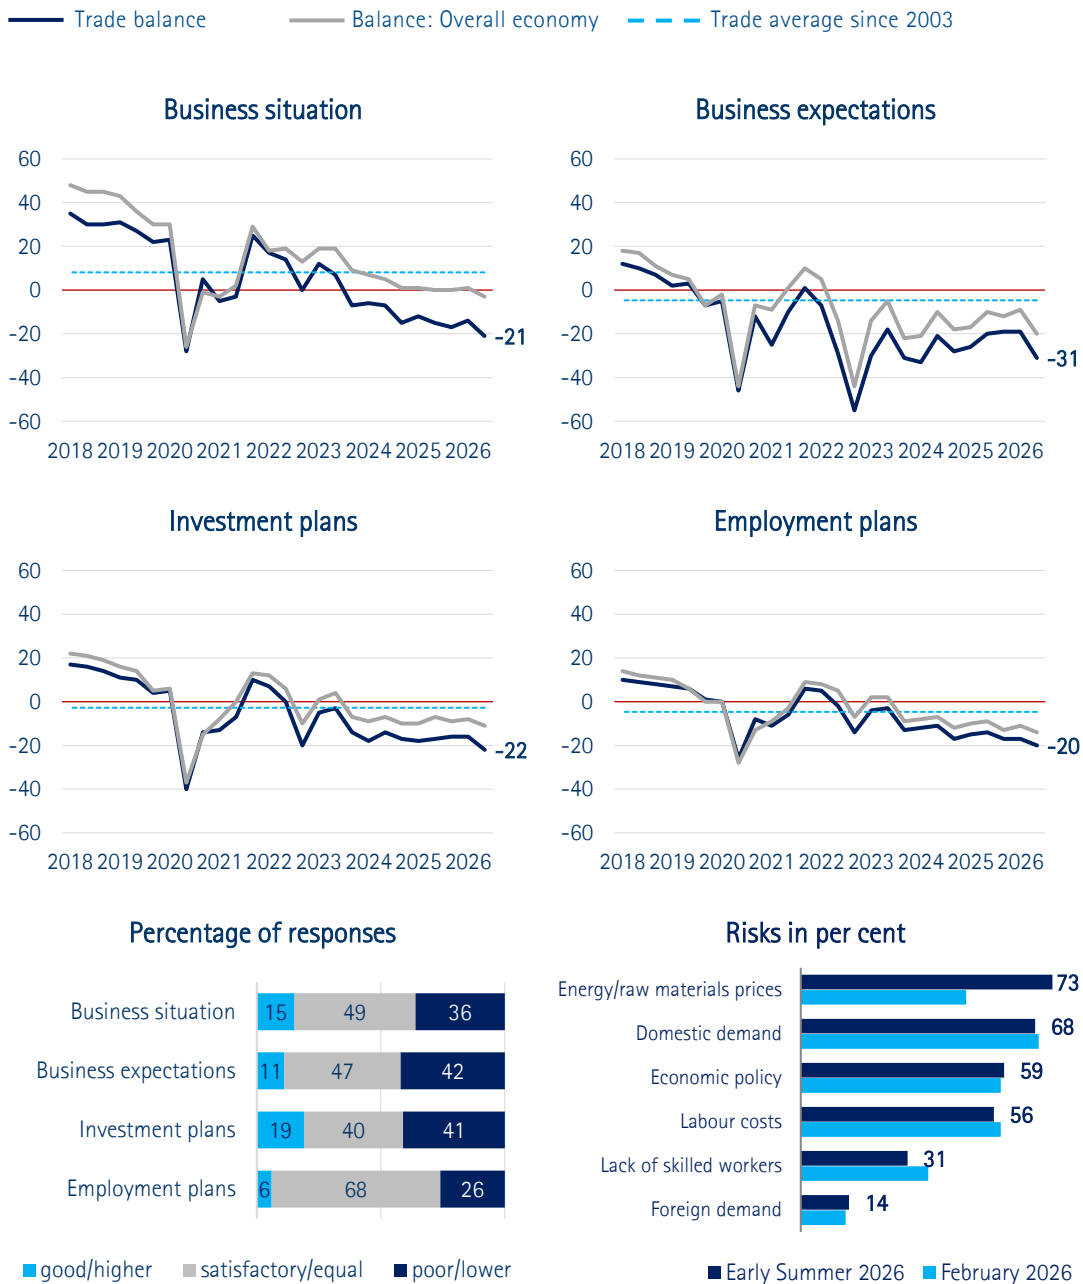 Trade balance Balance: Overall economy Trade average since 2003
Business situation
60
40
20
0
-20
-40
-60
-21
2018 2019 2020 2021 2022 2023 2024 2025 2026
Business expectations
60
40
20
0
-20
-40
-60
-31
2018 2019 2020 2021 2022 2023 2024 2025 2026
Investment plans
60
40
20
0
-20
-40
-60
-22
2018 2019 2020 2021 2022 2023 2024 2025 2026
Employment plans
60
40
20
0
-20
-40
-60
-20
2018 2019 2020 2021 2022 2023 2024 2025 2026
Percentage of responses
Business situation 15 49 36
Business expectations 11 47 42
Investment plans 19 40 41
Employment plans 6 68 26
good/higher satisfactory/equal poor/lower
Risks in per cent
Energy/raw materials prices 73
Domestic demand 68
Economic policy 59
Labour costs 56
Lack of skilled workers 31
Foreign demand 14
Early Summer 2026 February 2026